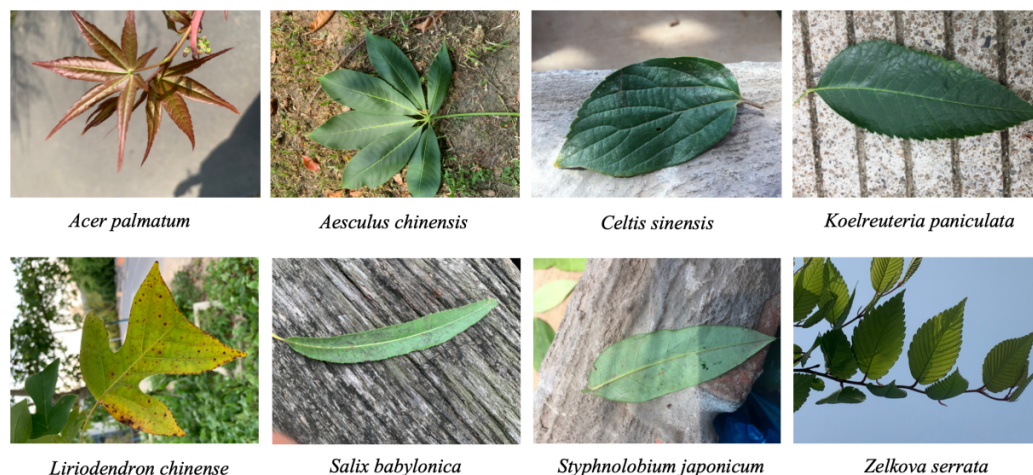 Acer palmatum
Aesculus chinensis
Celtis sinensis
Koelreuteria paniculata
Liriodendron chinense
Salix babylonica
Styphnolobium japonicum
Zelkova serrata